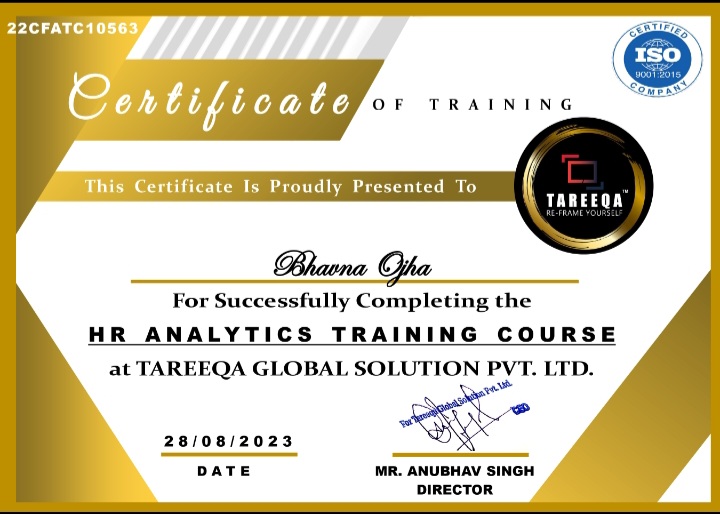 22CFATC10563
CERTIFIED
ISO
9001:2015
COMPANY
Certificate OF TRAINING
This Certificate Is Proudly Presented To
TAREEQA™
RE-FRAME YOURSELF
Bhavna Ojha
For Successfully Completing the
HR ANALYTICS TRAINING COURSE
at TAREEQA GLOBAL SOLUTION PVT. LTD.
For Tareeqa Global Solution Pvt. Ltd.
CEO
28/08/2023
DATE
MR. ANUBHAV SINGH
DIRECTOR